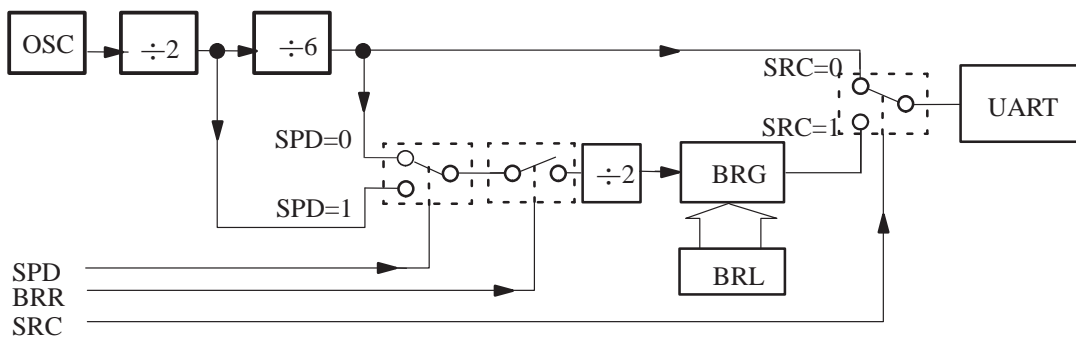 OSC
÷2
÷6
SRC=0
UART
SRC=1
SPD=0
÷2
BRG
SPD=1
SPD
BRL
BRR
SRC